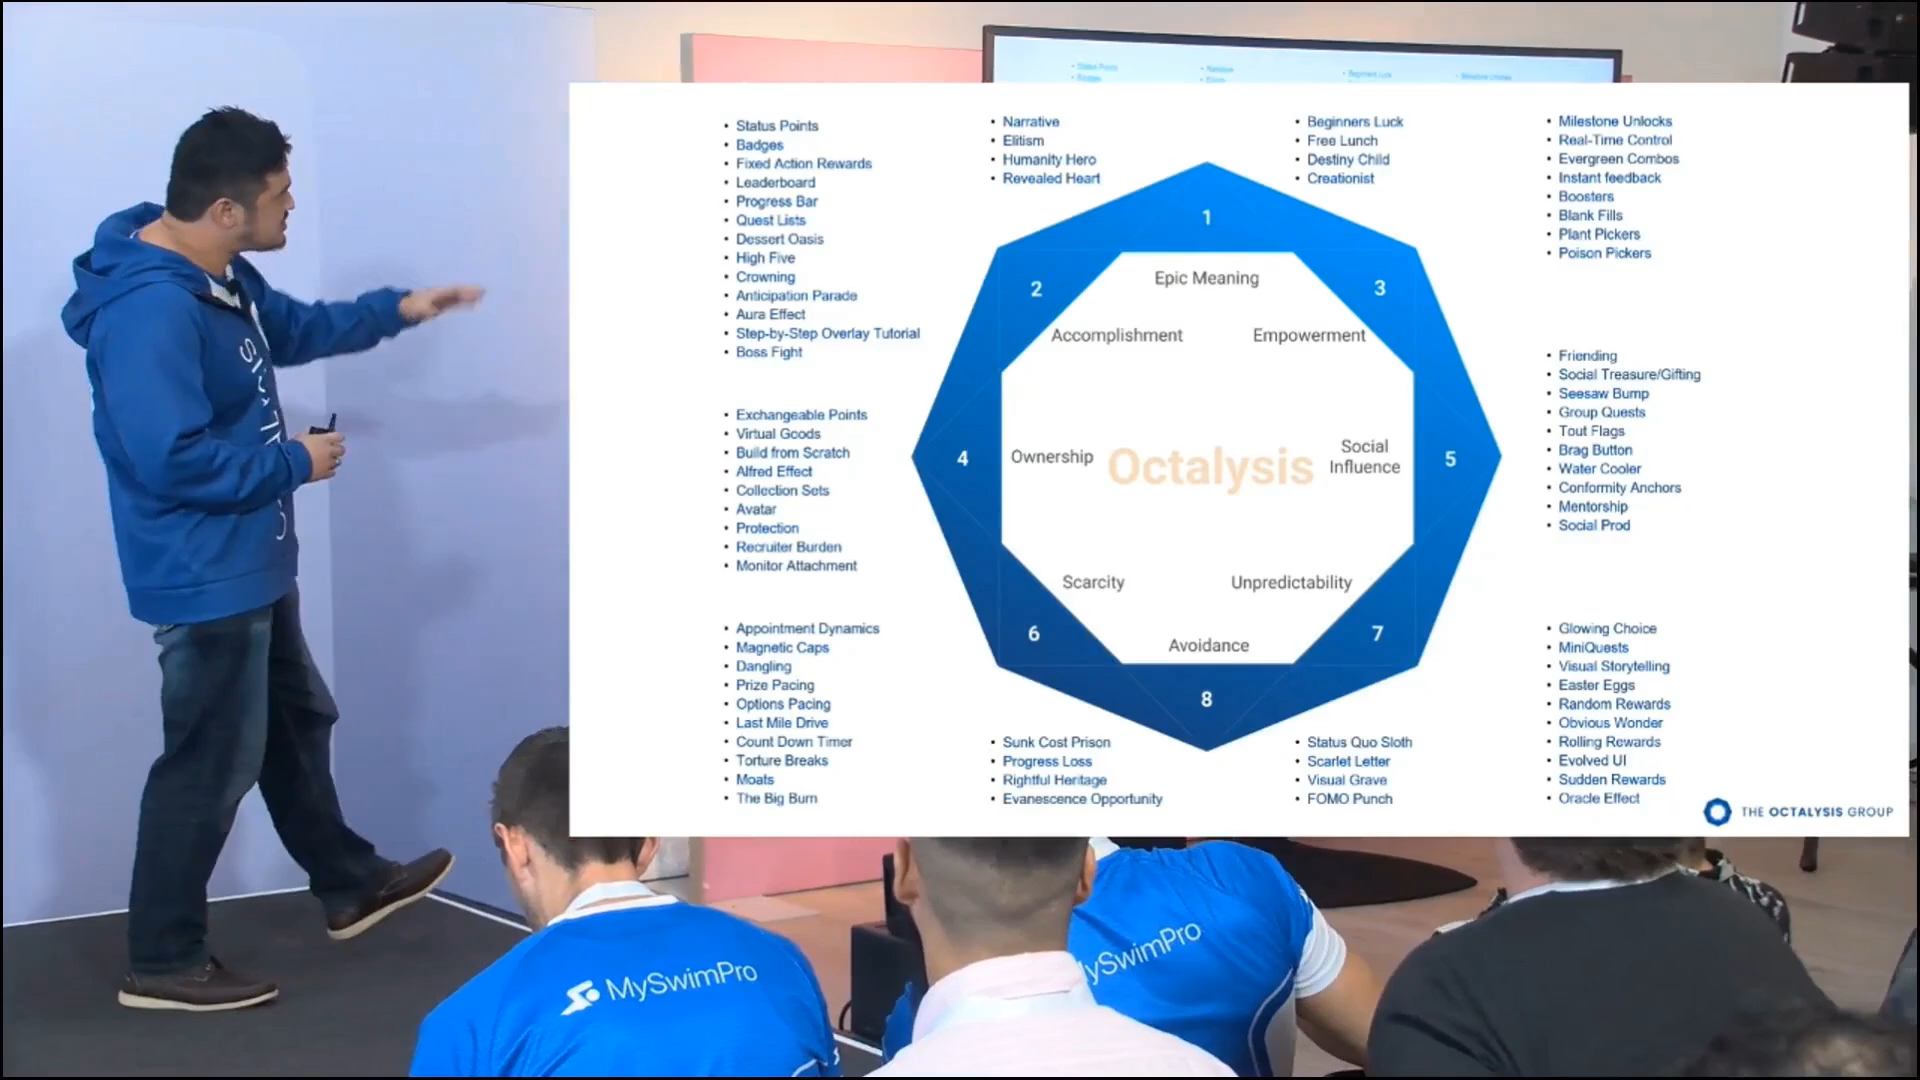 Status Points
Badges
Fixed Action Rewards
Leaderboard
Progress Bar
Quest Lists
Dessert Oasis
High Five
Crowning
Anticipation Parade
Aura Effect
Step-by-Step Overlay Tutorial
Boss Fight
Narrative
Elitism
Humanity Hero
Revealed Heart
Beginners Luck
Free Lunch
Destiny Child
Creationist
Milestone Unlocks
Real-Time Control
Evergreen Combos
Instant feedback
Boosters
Blank Fills
Plant Pickers
Poison Pickers
1
Epic Meaning
2
Accomplishment
3
Empowerment
4
Ownership
Octalysis
Social
Influence
5
6
Scarcity
Unpredictability
7
Avoidance
8
Exchangeable Points
Virtual Goods
Build from Scratch
Alfred Effect
Collection Sets
Avatar
Protection
Recruiter Burden
Monitor Attachment
Friending
Social Treasure/Gifting
Seesaw Bump
Group Quests
Tout Flags
Brag Button
Water Cooler
Conformity Anchors
Mentorship
Social Prod
Appointment Dynamics
Magnetic Caps
Dangling
Prize Pacing
Options Pacing
Last Mile Drive
Count Down Timer
Torture Breaks
Moats
The Big Burn
Sunk Cost Prison
Progress Loss
Rightful Heritage
Evanescence Opportunity
Status Quo Sloth
Scarlet Letter
Visual Grave
FOMO Punch
Glowing Choice
MiniQuests
Visual Storytelling
Easter Eggs
Random Rewards
Obvious Wonder
Rolling Rewards
Evolved UI
Sudden Rewards
Oracle Effect
THE OCTALYSIS GROUP
MySwimPro
MySwimPro